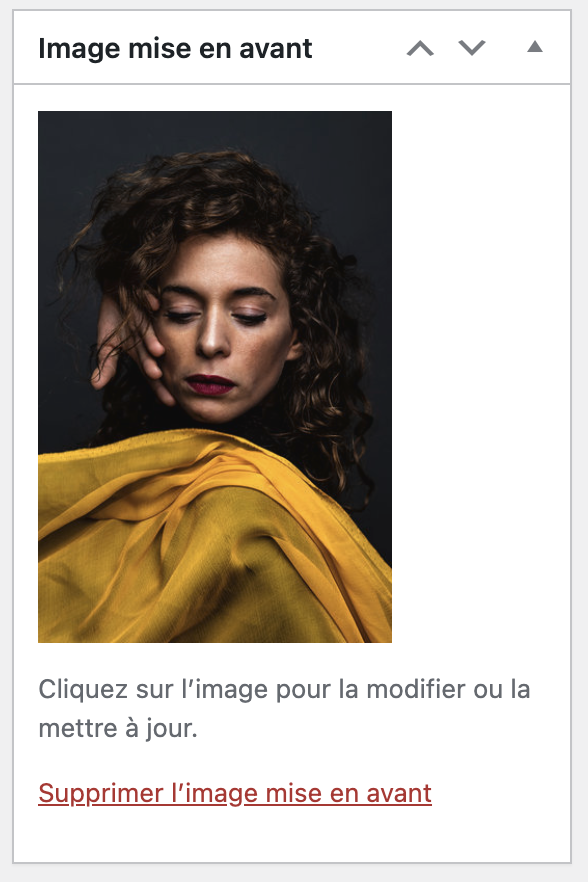 Image mise en avant
Cliquez sur l’image pour la modifier ou la
mettre à jour.
Supprimer l’image mise en avant